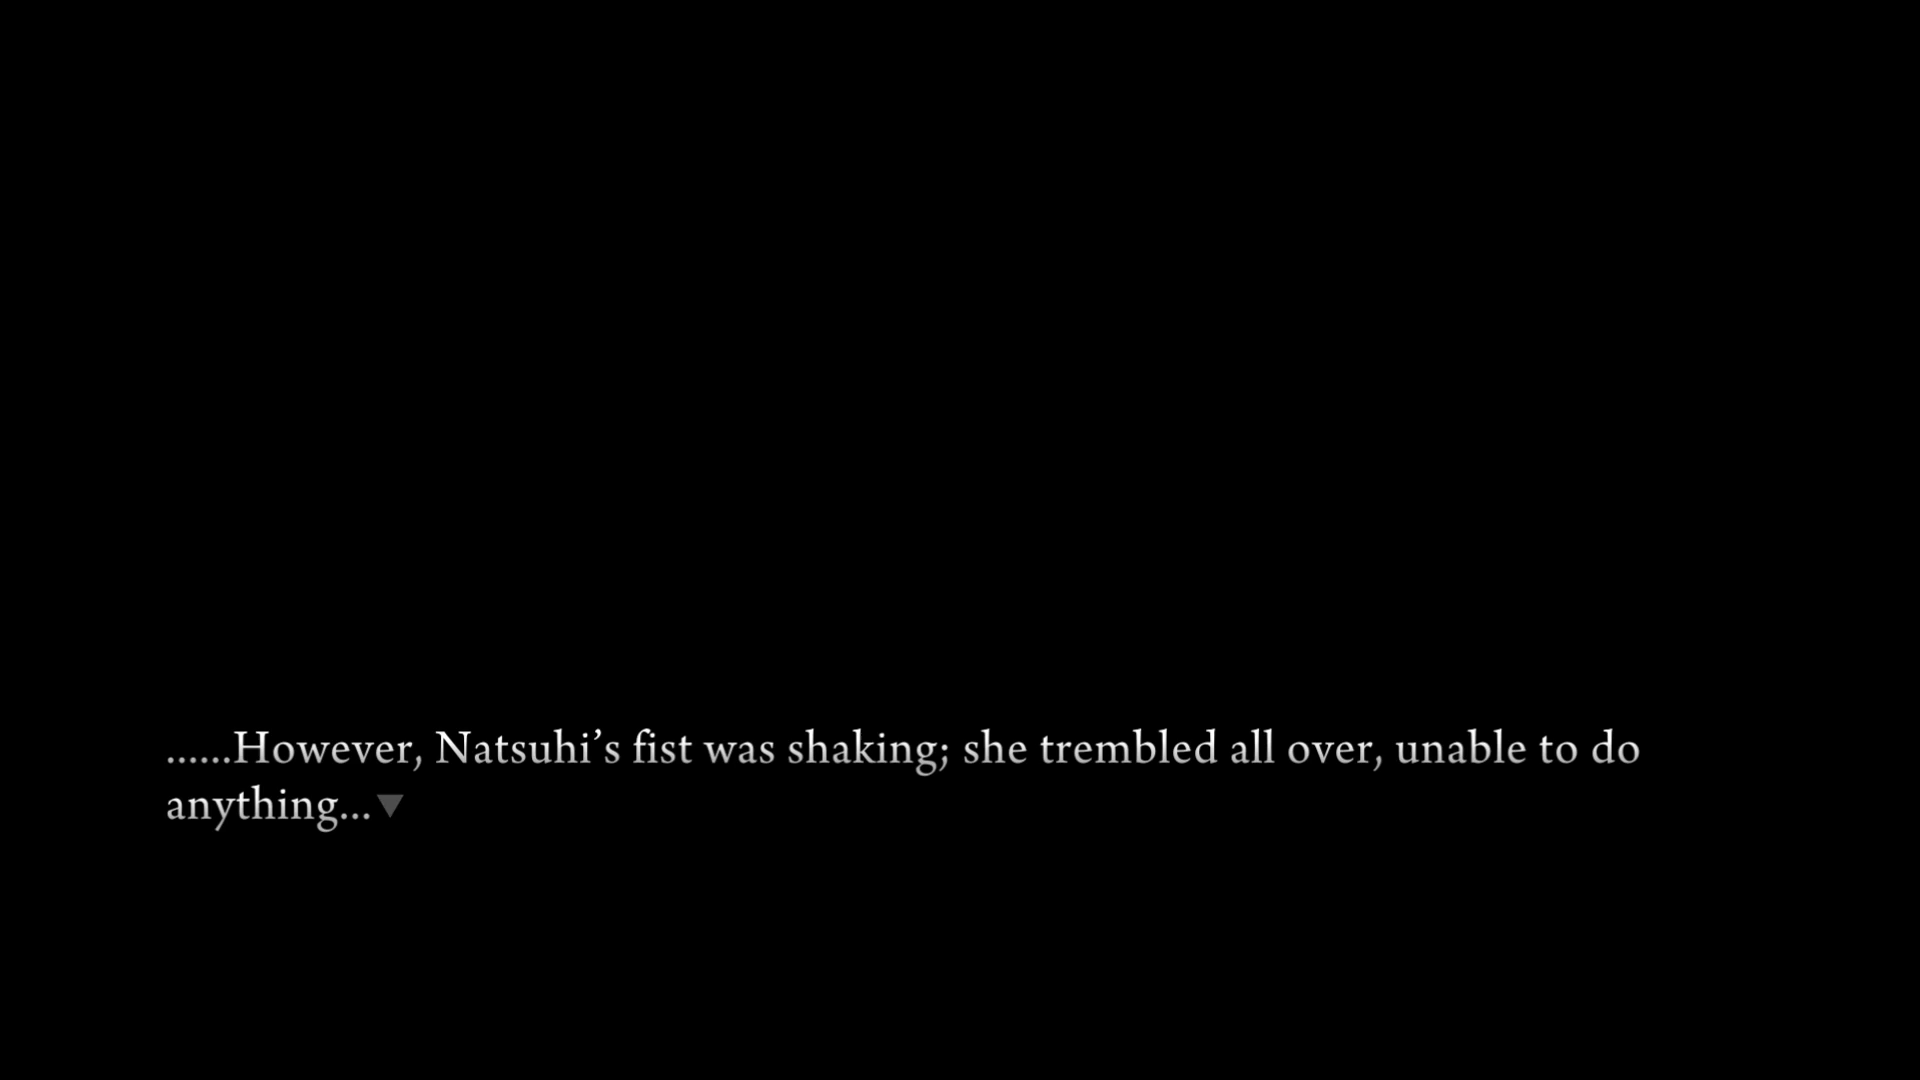 ......However, Natsuhi’s fist was shaking; she trembled all over, unable to do
anything...